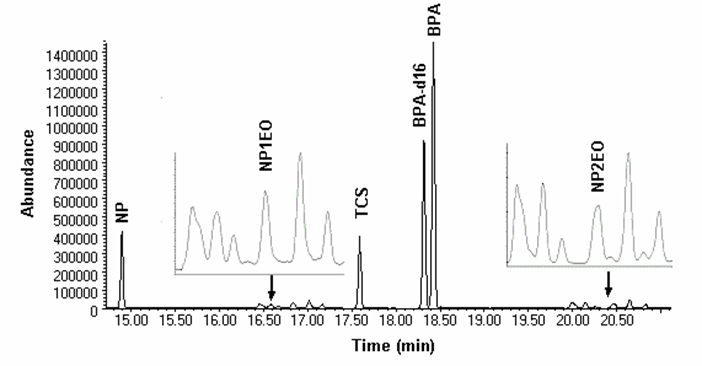 Abundance
1400000
1300000
1200000
1100000
1000000
900000
800000
700000
600000
500000
400000
300000
200000
100000
0
NP
NP1EO
TCS
BPA-d16
BPA
NP2EO
15.00 15.50 16.00 16.50 17.00 17.50 18.00 18.50 19.00 19.50 20.00 20.50
Time (min)